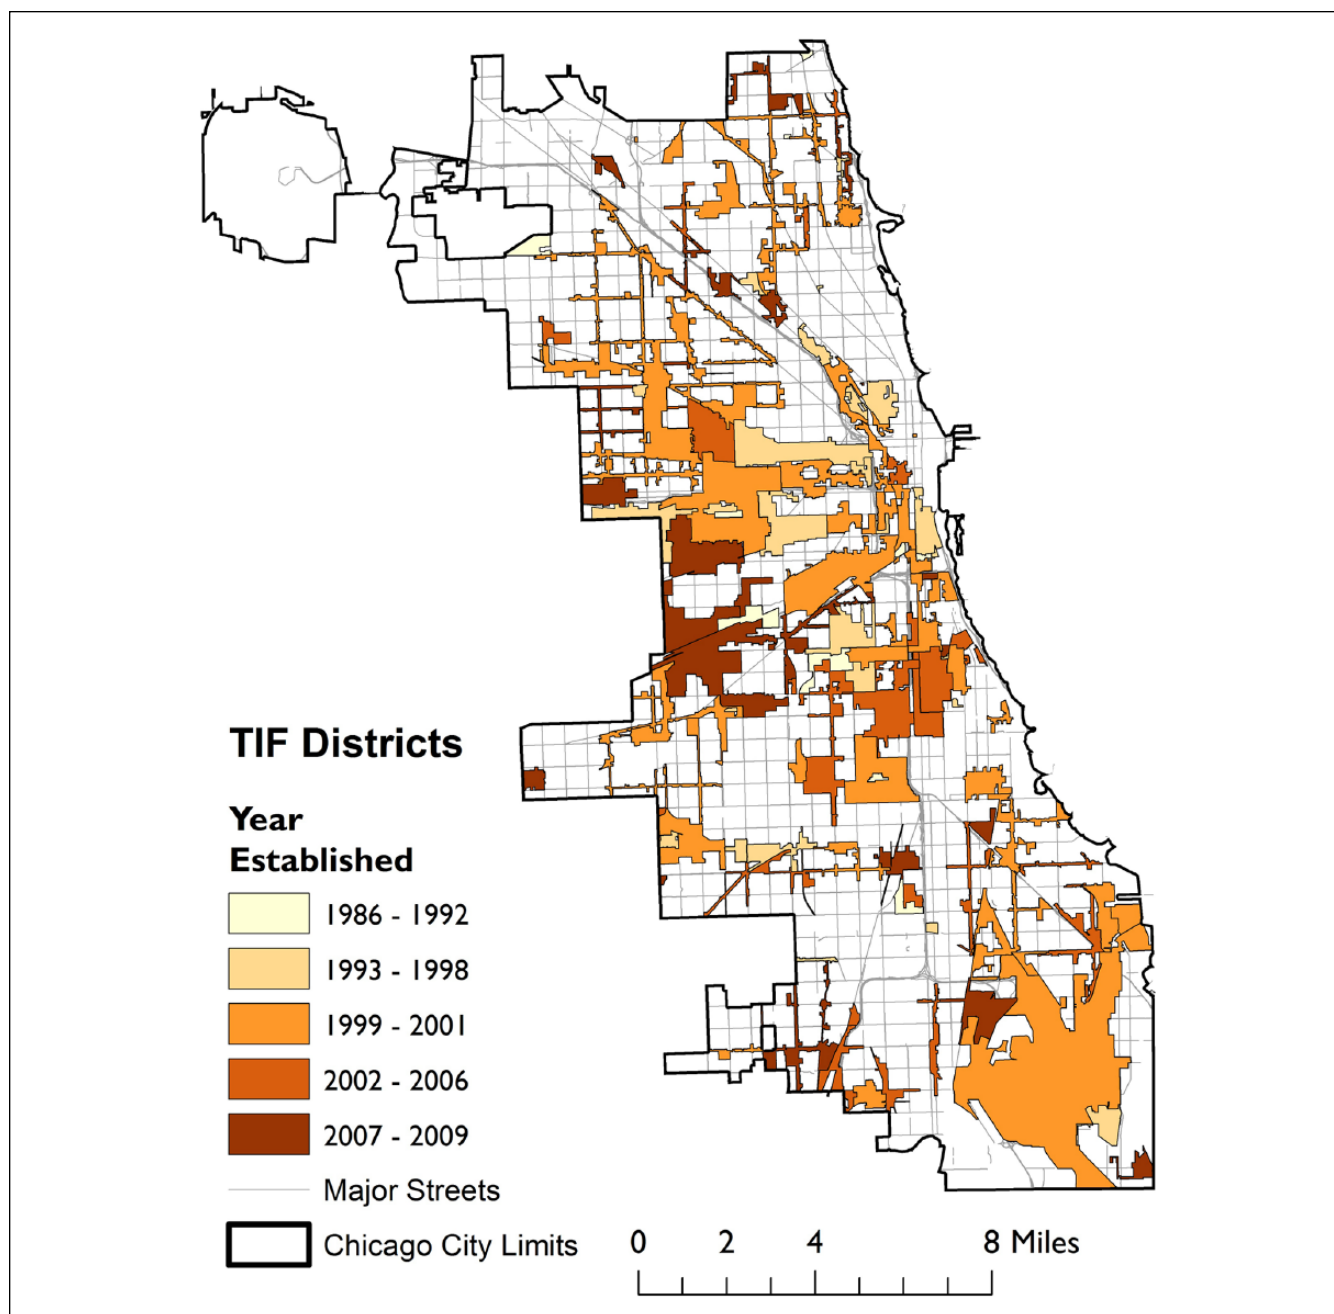 TIF Districts
Year
Established
1986 - 1992
1993 - 1998
1999 - 2001
2002 - 2006
2007 - 2009
Major Streets
Chicago City Limits
0 2 4 8 Miles